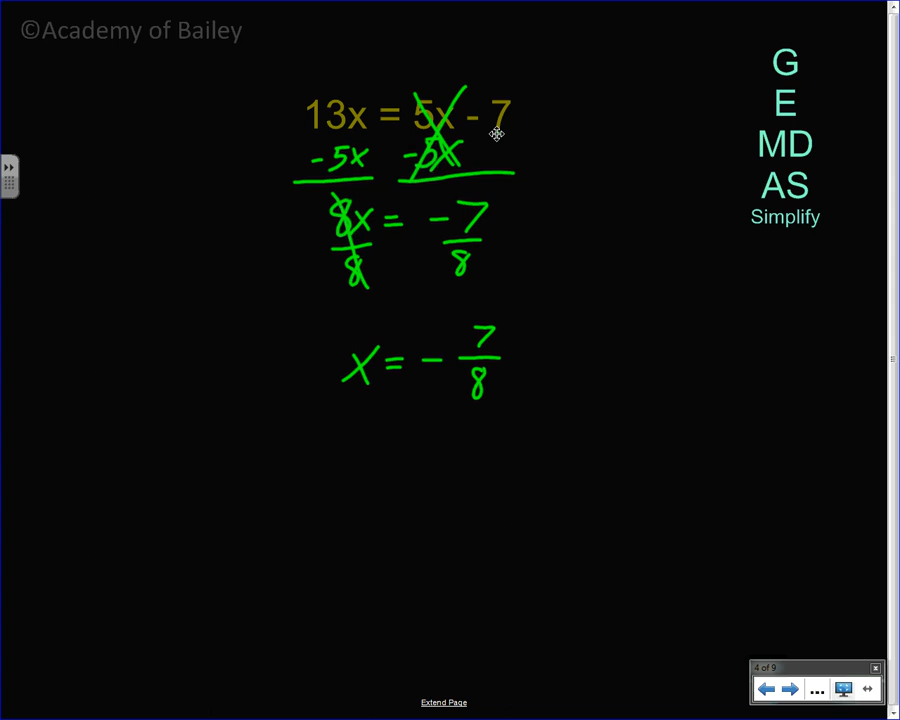 ©Academy of Bailey
G
E
MD
AS
Simplify
13x = 5x - 7
-5x -5x
8x = -7
8 8
x = - 7
8
4 of 9
Extend Page